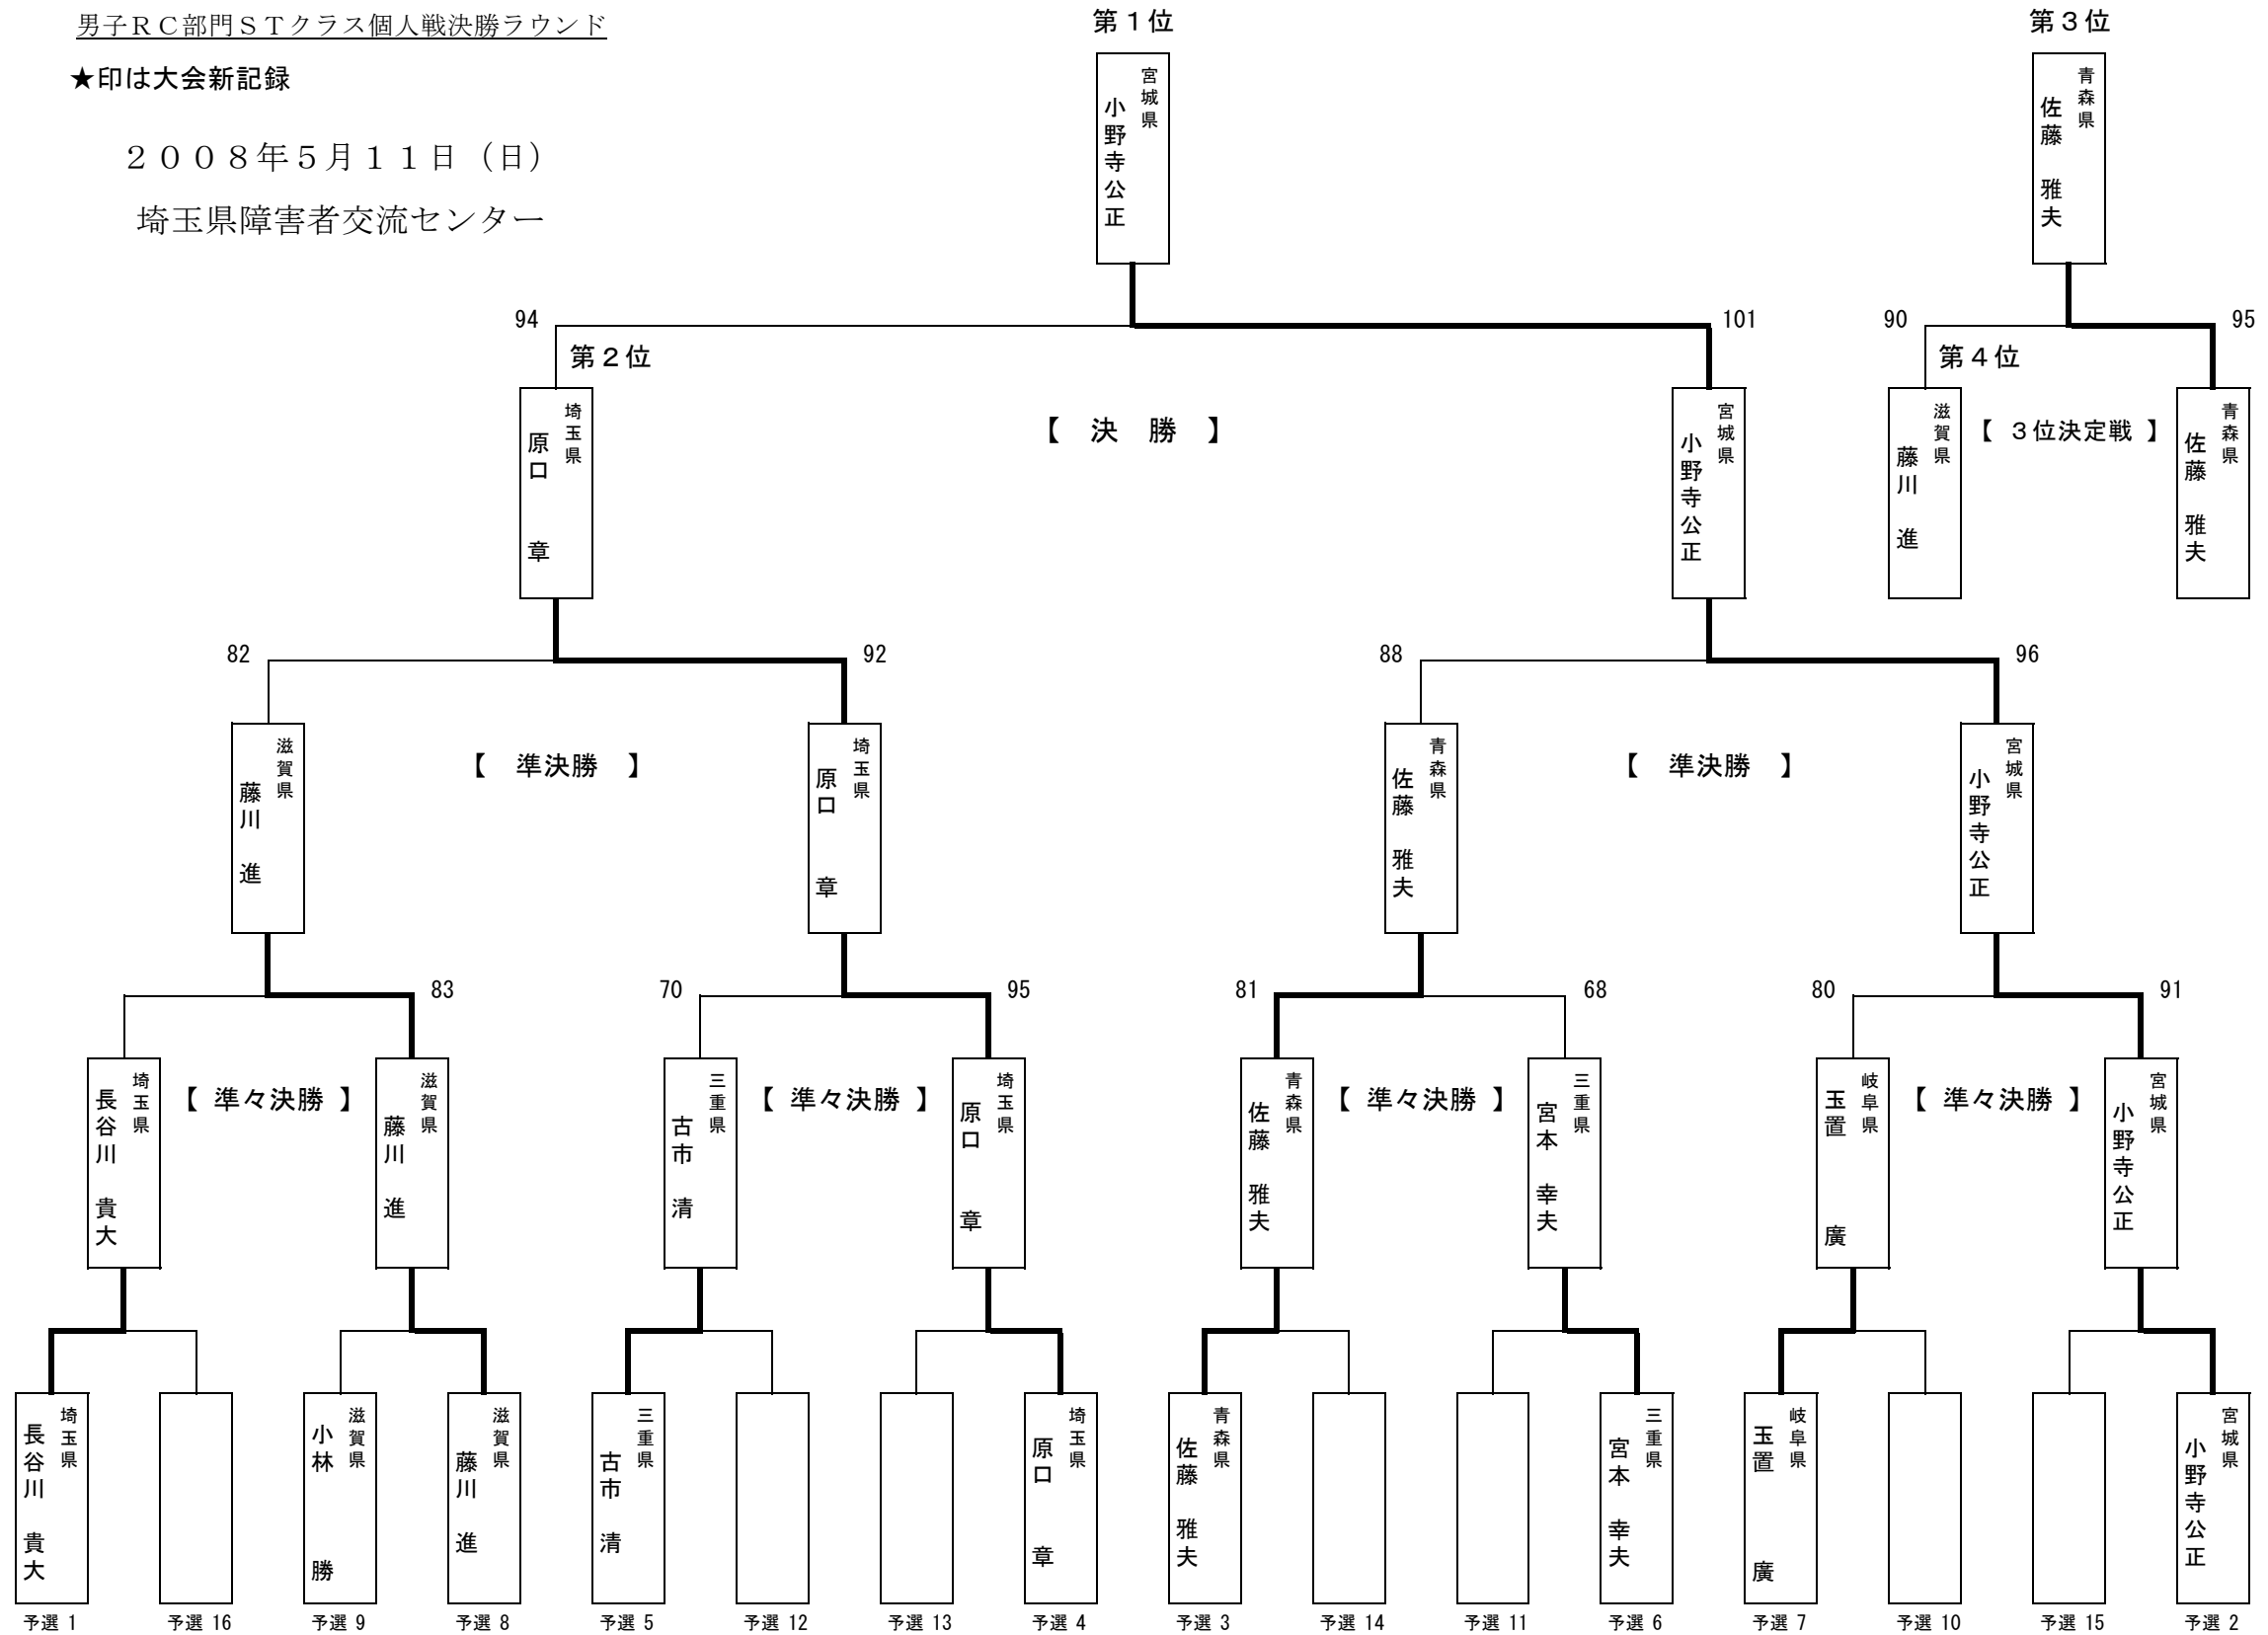 男子ＲＣ部門ＳＴクラス個人戦決勝ラウンド
★印は大会新記録
２００８年５月１１日（日）
埼玉県障害者交流センター
第１位
宮城県
小野寺公正
第３位
青森県
佐藤　雅夫
94
101
90
95
第２位
第４位
埼玉県
原口　　章
【　決　勝　】
宮城県
小野寺公正
滋賀県
藤川　進
【 ３位決定戦 】
青森県
佐藤　雅夫
82
92
88
96
滋賀県
藤川　進
【　準決勝　】
埼玉県
原口　　章
青森県
佐藤　雅夫
【　準決勝　】
宮城県
小野寺公正
83
70
95
81
68
80
91
埼玉県
長谷川　貴大
【 準々決勝 】
滋賀県
藤川　進
三重県
古市　清
【 準々決勝 】
埼玉県
原口　　章
青森県
佐藤　雅夫
【 準々決勝 】
三重県
宮本　幸夫
岐阜県
玉置　　　廣
【 準々決勝 】
宮城県
小野寺公正
埼玉県
長谷川　貴大
滋賀県
小林　　　勝
滋賀県
藤川　進
三重県
古市　清
埼玉県
原口　　章
青森県
佐藤　雅夫
三重県
宮本　幸夫
岐阜県
玉置　　　廣
宮城県
小野寺公正
予選 1
予選 16
予選 9
予選 8
予選 5
予選 12
予選 13
予選 4
予選 3
予選 14
予選 11
予選 6
予選 7
予選 10
予選 15
予選 2